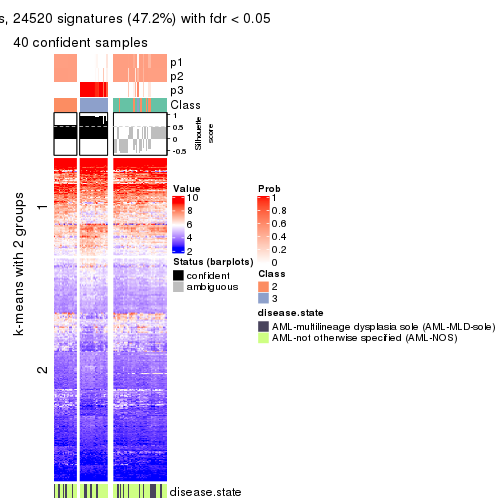 s, 24520 signatures (47.2%) with fdr < 0.05
40 confident samples
p1
p2
p3
Class
1
0.5
0
-0.5
Silhouette
score
k-means with 2 groups
1
2
Value
10
8
6
4
2
Status (barplots)
confident
ambiguous
Prob
1
0.8
0.6
0.4
0.2
0
Class
2
3
disease.state
AML-multilineage dysplasia sole (AML-MLD-sole)
AML-not otherwise specified (AML-NOS)
disease.state